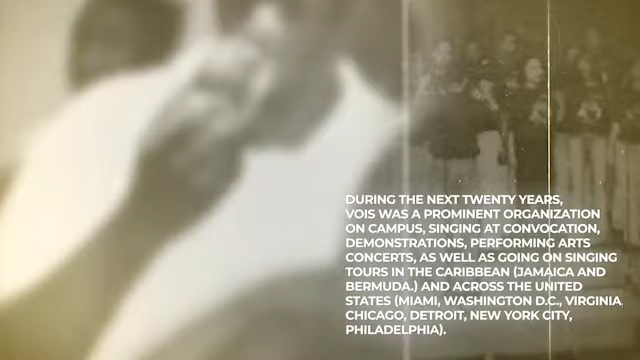 DURING THE NEXT TWENTY YEARS,
VOIS WAS A PROMINENT ORGANIZATION
ON CAMPUS, SINGING AT CONVOCATION,
DEMONSTRATIONS, PERFORMING ARTS
CONCERTS, AS WELL AS GOING ON SINGING
TOURS IN THE CARIBBEAN (JAMAICA AND
BERMUDA.) AND ACROSS THE UNITED
STATES (MIAMI, WASHINGTON D.C., VIRGINIA,
CHICAGO, DETROIT, NEW YORK CITY,
PHILADELPHIA).